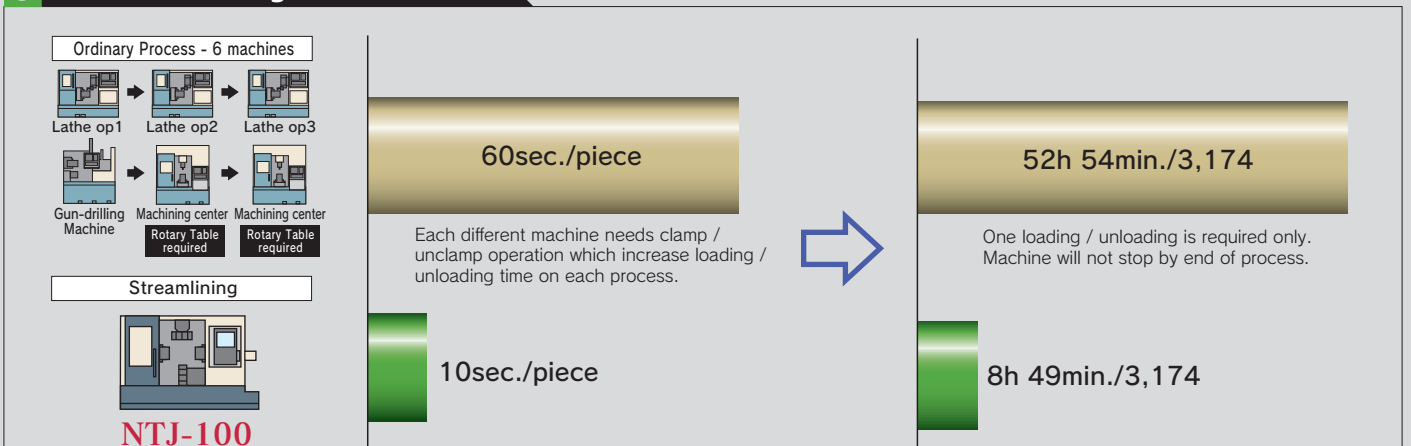 Ordinary Process - 6 machines
Lathe op1
Lathe op2
Lathe op3
Gun-drilling
Machine
Machining center
Rotary Table
required
Machining center
Rotary Table
required
Streamlining
NTJ-100
60sec./piece
Each different machine needs clamp /
unclamp operation which increase loading /
unloading time on each process.
10sec./piece
52h 54min./3,174
One loading / unloading is required only.
Machine will not stop by end of process.
8h 49min./3,174